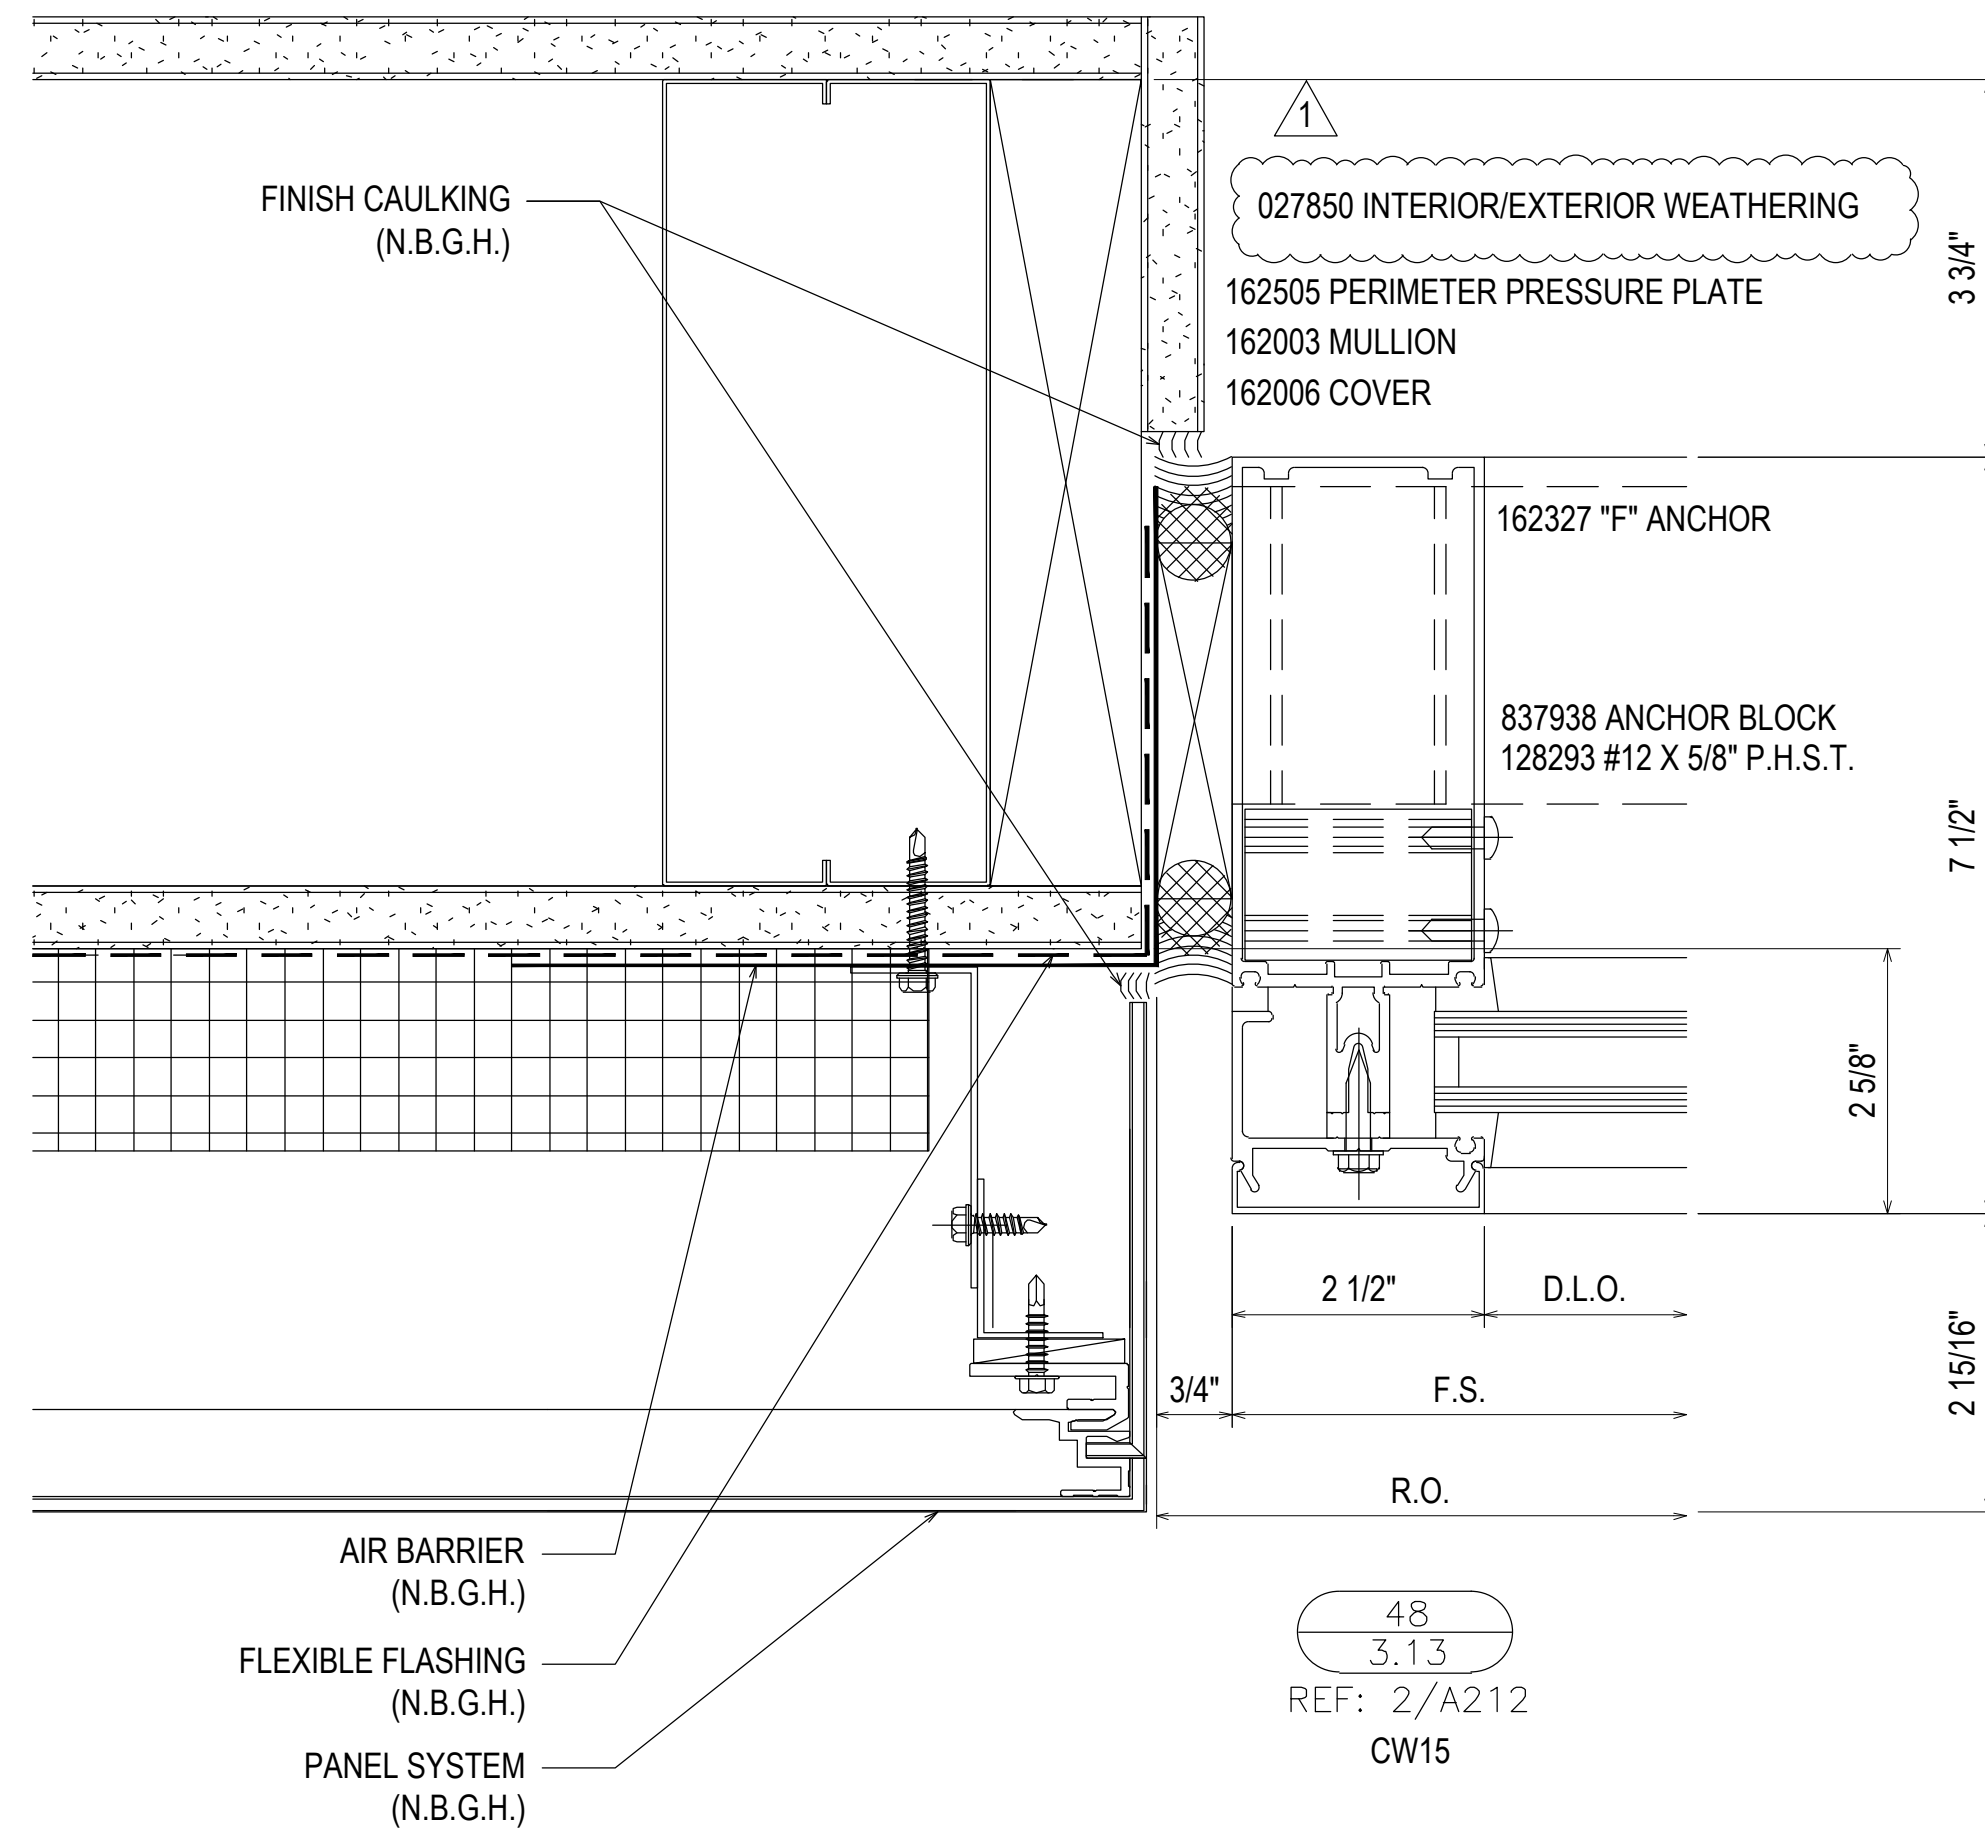 1
FINISH CAULKING
(N.B.G.H.)
027850 INTERIOR/EXTERIOR WEATHERING
162505 PERIMETER PRESSURE PLATE
162003 MULLION
162006 COVER
3 3/4"
162327 "F" ANCHOR
837938 ANCHOR BLOCK
128293 #12 X 5/8" P.H.S.T.
7 1/2"
2 5/8"
2 1/2"
D.L.O.
3/4"
F.S.
2 15/16"
R.O.
AIR BARRIER
(N.B.G.H.)
FLEXIBLE FLASHING
(N.B.G.H.)
PANEL SYSTEM
(N.B.G.H.)
48
3.13
REF: 2/A212
CW15